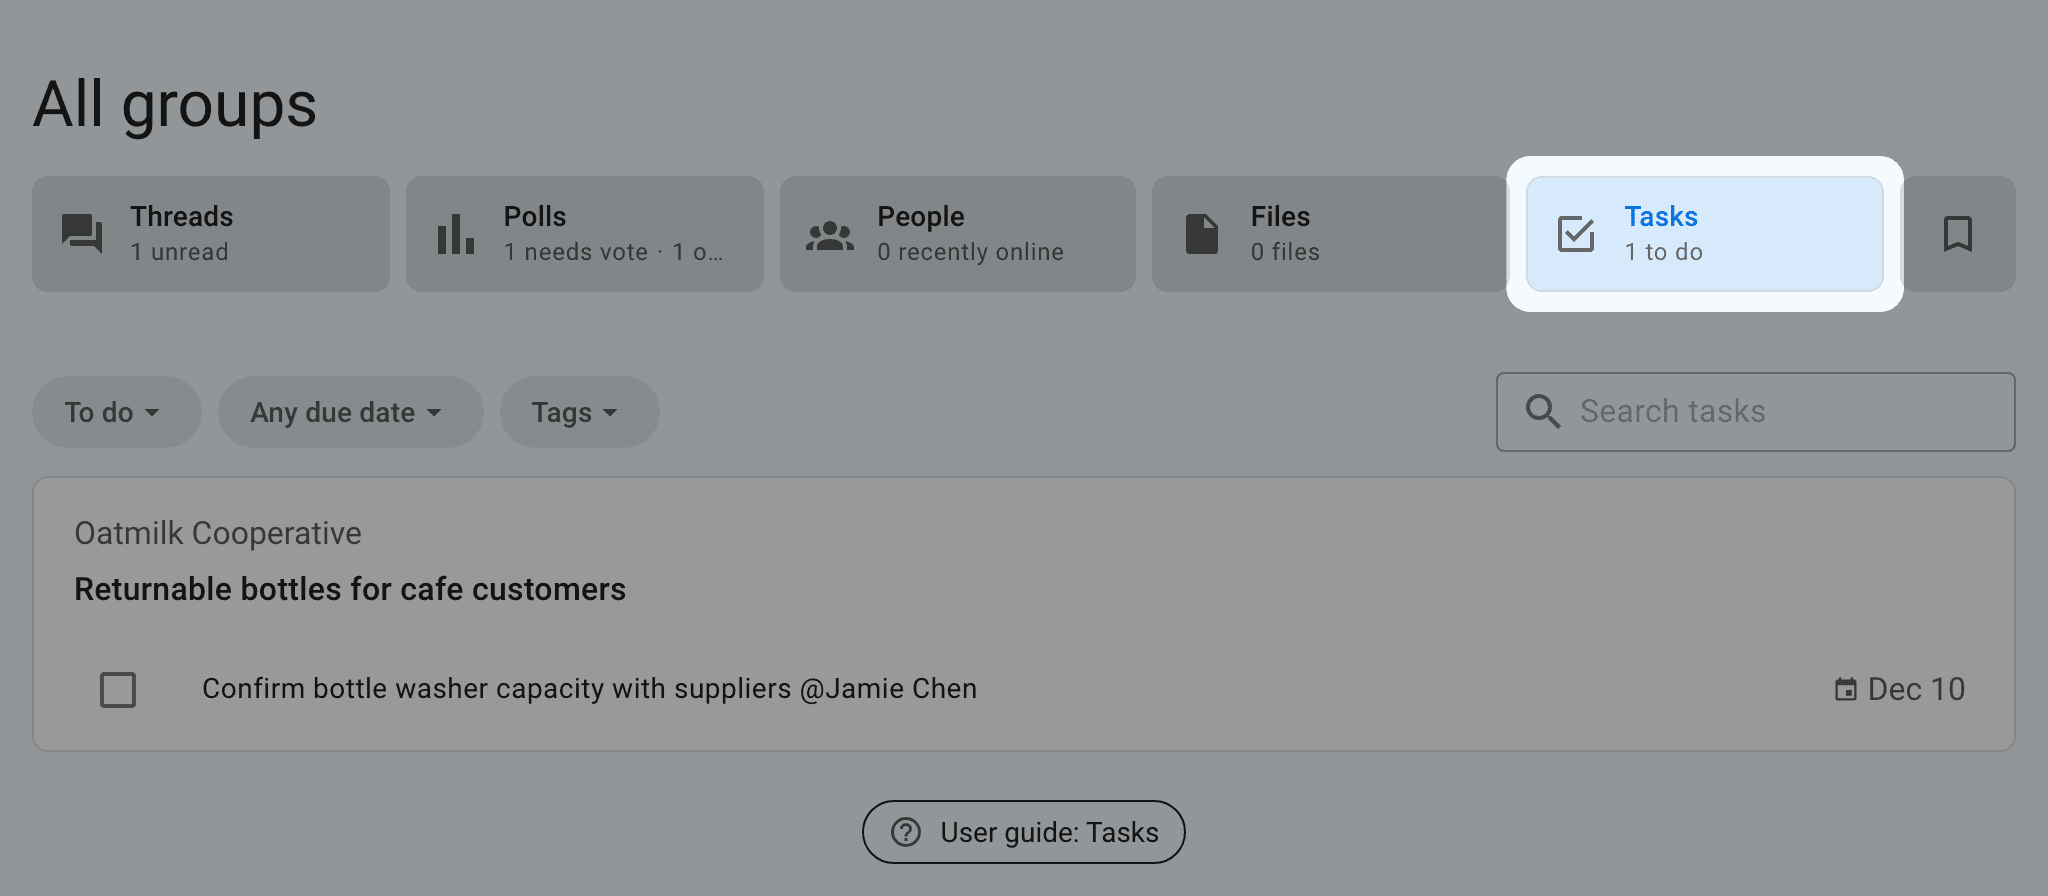 All groups
Threads
1 unread
Polls
1 needs vote · 1 o...
People
0 recently online
Files
0 files
Tasks
1 to do
To do
Any due date
Tags
Search tasks
Oatmilk Cooperative
Returnable bottles for cafe customers
Confirm bottle washer capacity with suppliers @Jamie Chen
Dec 10
User guide: Tasks